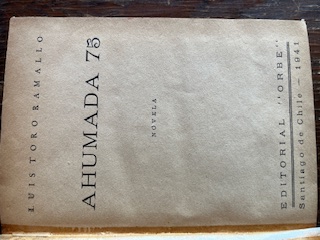 LUIS TORO RAMALLO
AHUMADA 75
NOVELA
EDITORIAL "ORBE"
Santiago de Chile — 1941